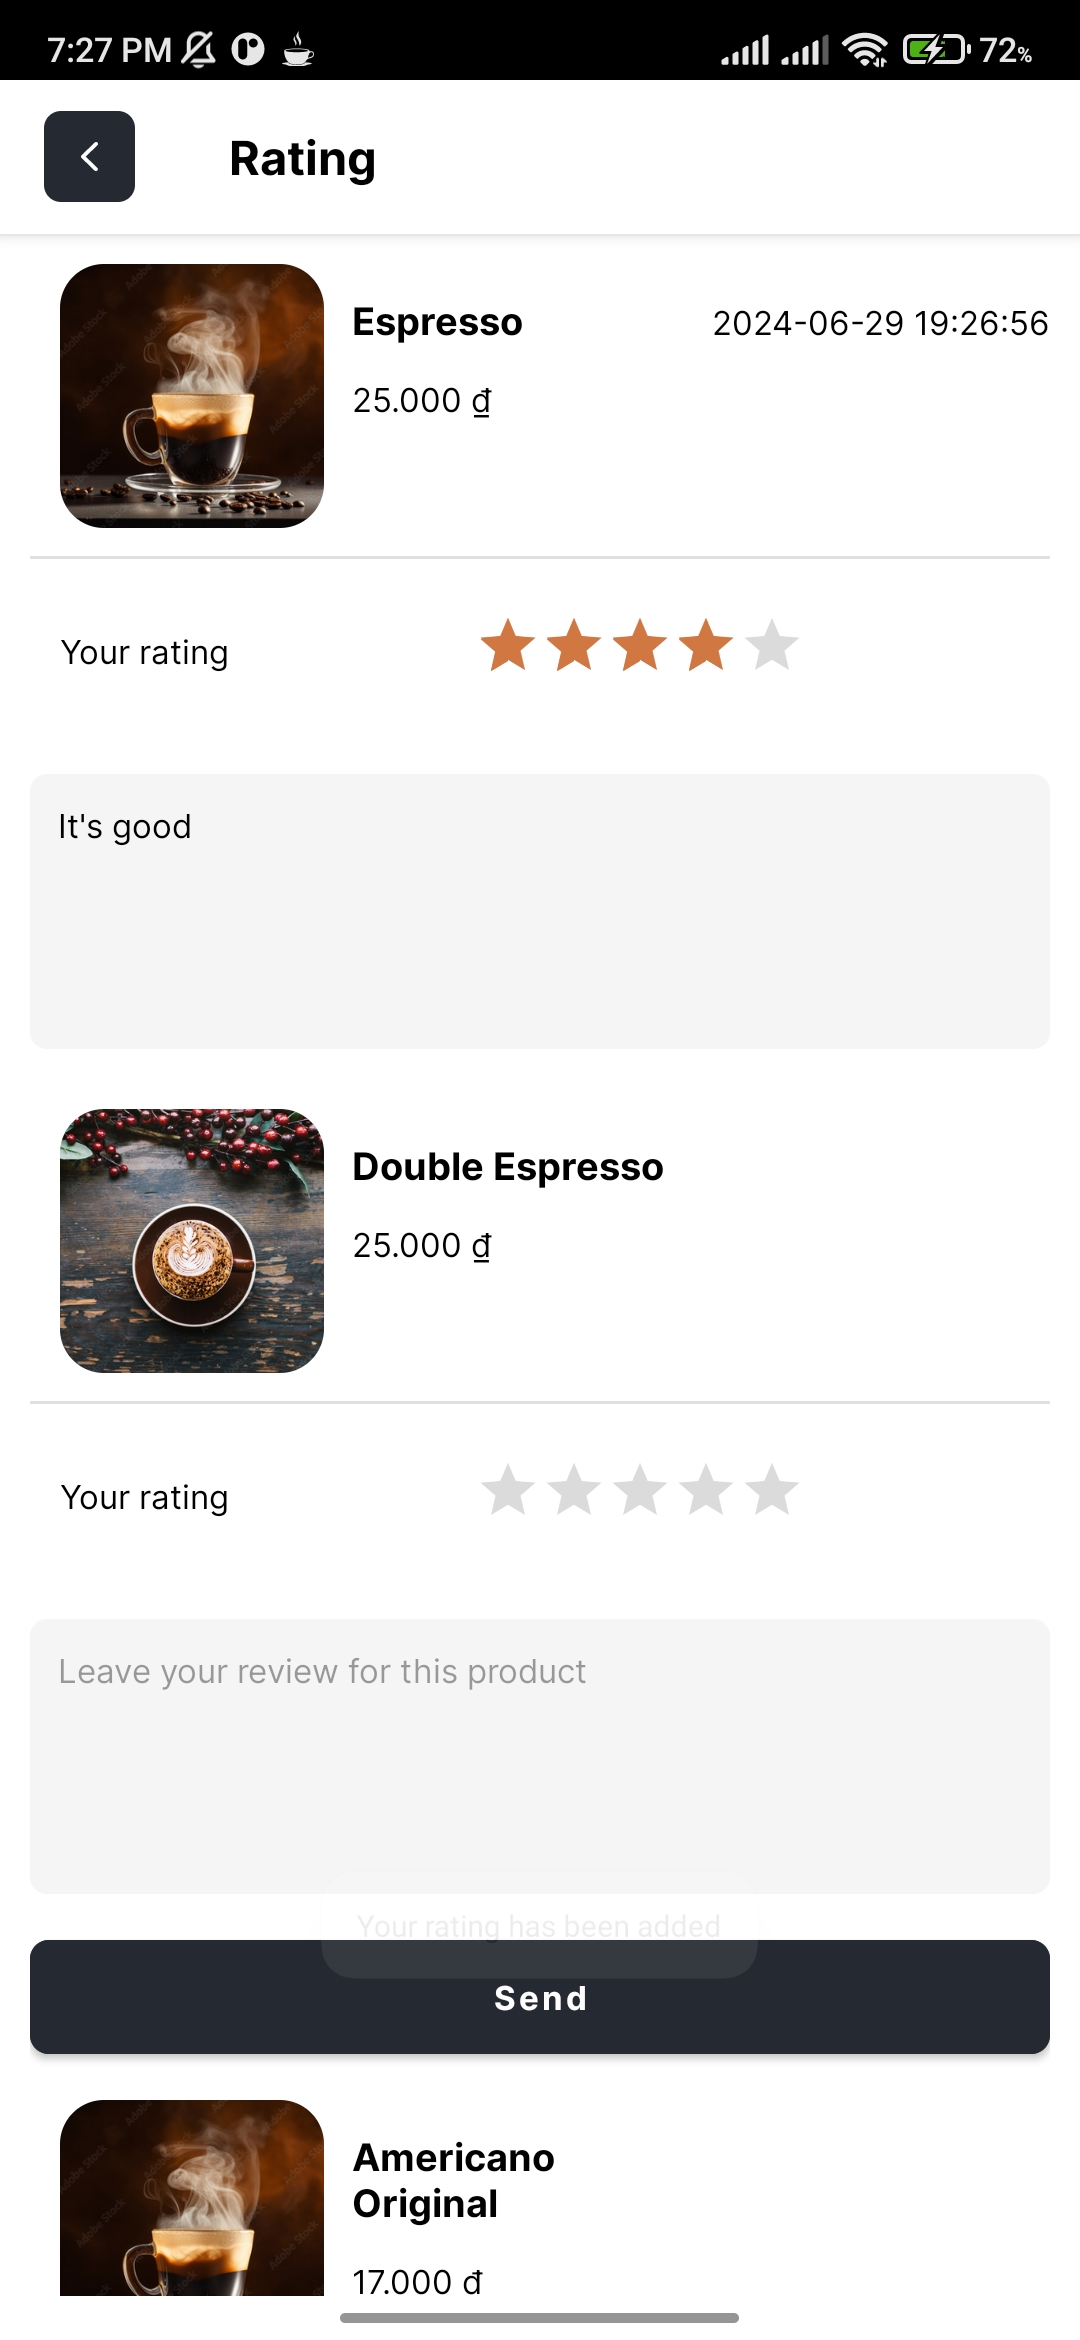 7:27 PM 72%
Rating
Espresso 2024-06-29 19:26:56
25.000 ₫
Your rating
It's good
Double Espresso
25.000 ₫
Your rating
Leave your review for this product
Your rating has been added
Send
Americano
Original
17.000 ₫